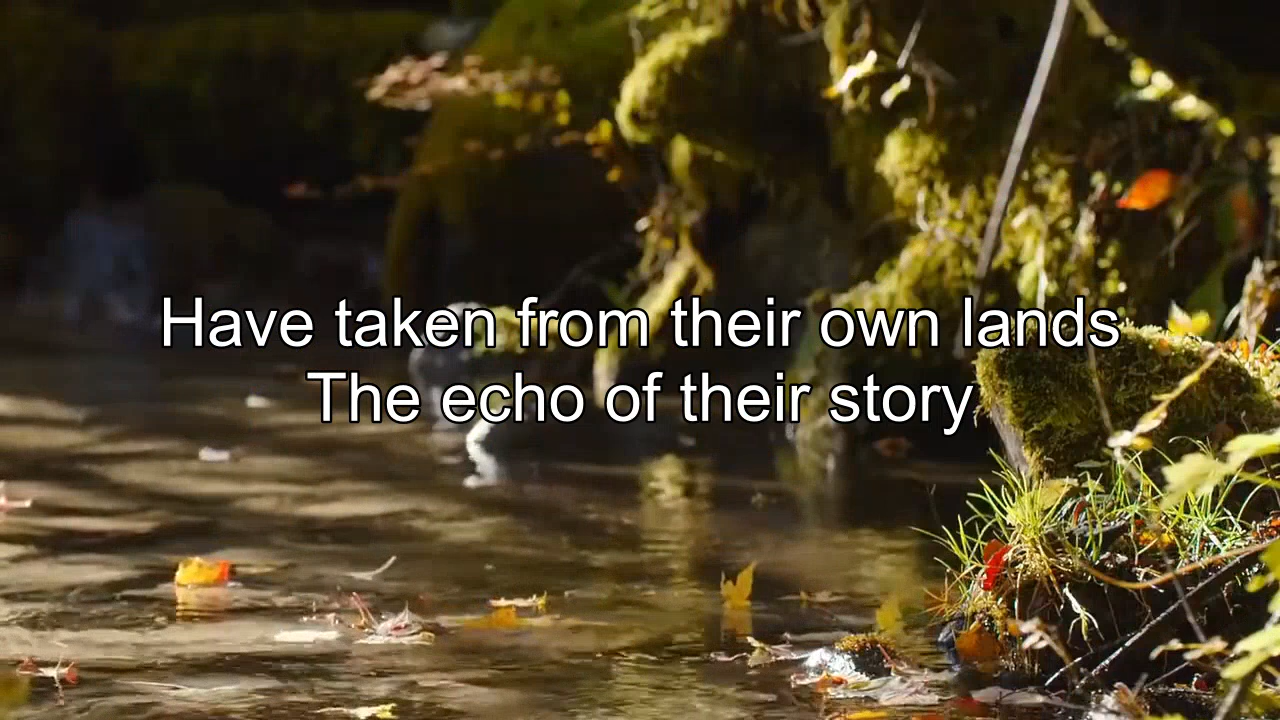 Have taken from their own lands
The echo of their story